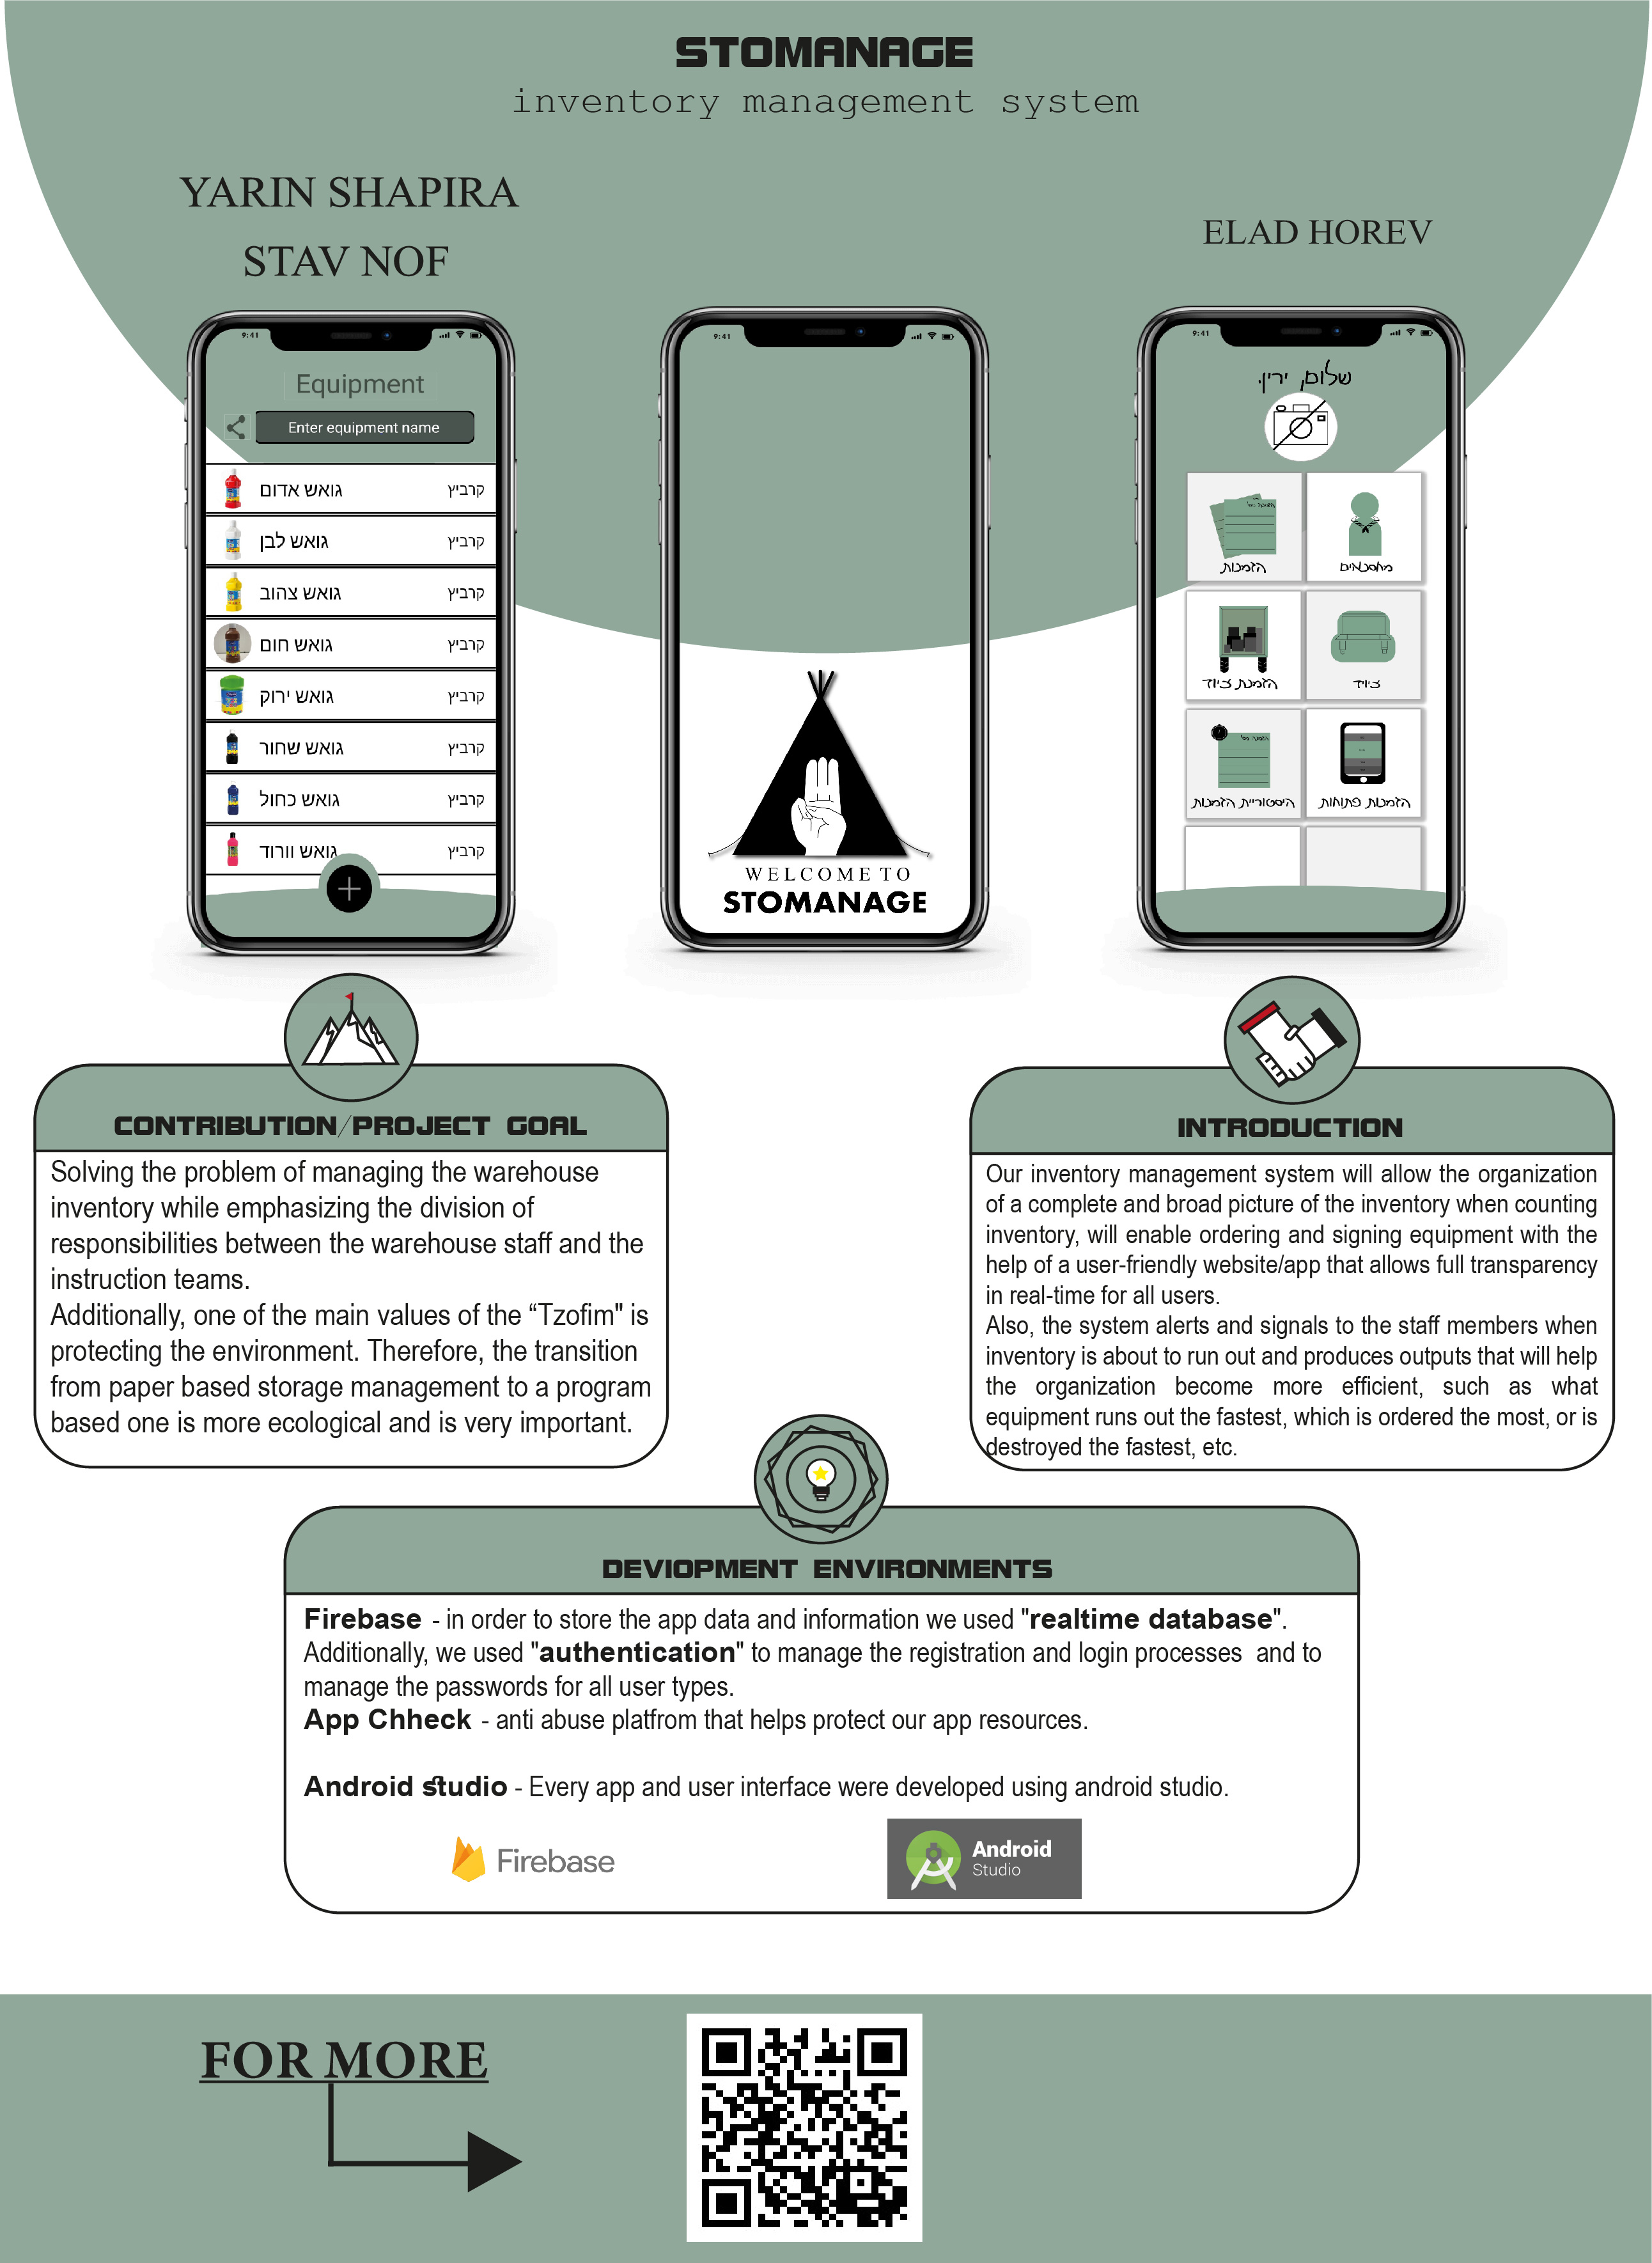 STOMANAGE
inventory management system
YARIN SHAPIRA
STAV NOF
ELAD HOREV
9:41
Equipment
Enter equipment name
גואש אדום קרביץ
גואש לבן קרביץ
גואש צהוב קרביץ
גואש חום קרביץ
גואש ירוק קרביץ
גואש שחור קרביץ
גואש כחול קרביץ
גואש וורוד קרביץ
9:41
WELCOME TO
STOMANAGE
9:41
שלום, ירין.
מחסנאים
הזמנות
ציוד
הזמנת ציוד
הזמנות פתוחות
היסטוריית הזמנות
CONTRIBUTION/PROJECT GOAL
Solving the problem of managing the warehouse
inventory while emphasizing the division of
responsibilities between the warehouse staff and the
instruction teams.
Additionally, one of the main values of the “Tzofim" is
protecting the environment. Therefore, the transition
from paper based storage management to a program
based one is more ecological and is very important.
INTRODUCTION
Our inventory management system will allow the organization
of a complete and broad picture of the inventory when counting
inventory, will enable ordering and signing equipment with the
help of a user-friendly website/app that allows full transparency
in real-time for all users.
Also, the system alerts and signals to the staff members when
inventory is about to run out and produces outputs that will help
the organization become more efficient, such as what
equipment runs out the fastest, which is ordered the most, or is
destroyed the fastest, etc.
DEVIOPMENT ENVIRONMENTS
Firebase - in order to store the app data and information we used "realtime database".
Additionally, we used "authentication" to manage the registration and login processes and to
manage the passwords for all user types.
App Chheck - anti abuse platfrom that helps protect our app resources.
Android studio - Every app and user interface were developed using android studio.
Firebase
Android
Studio
FOR MORE